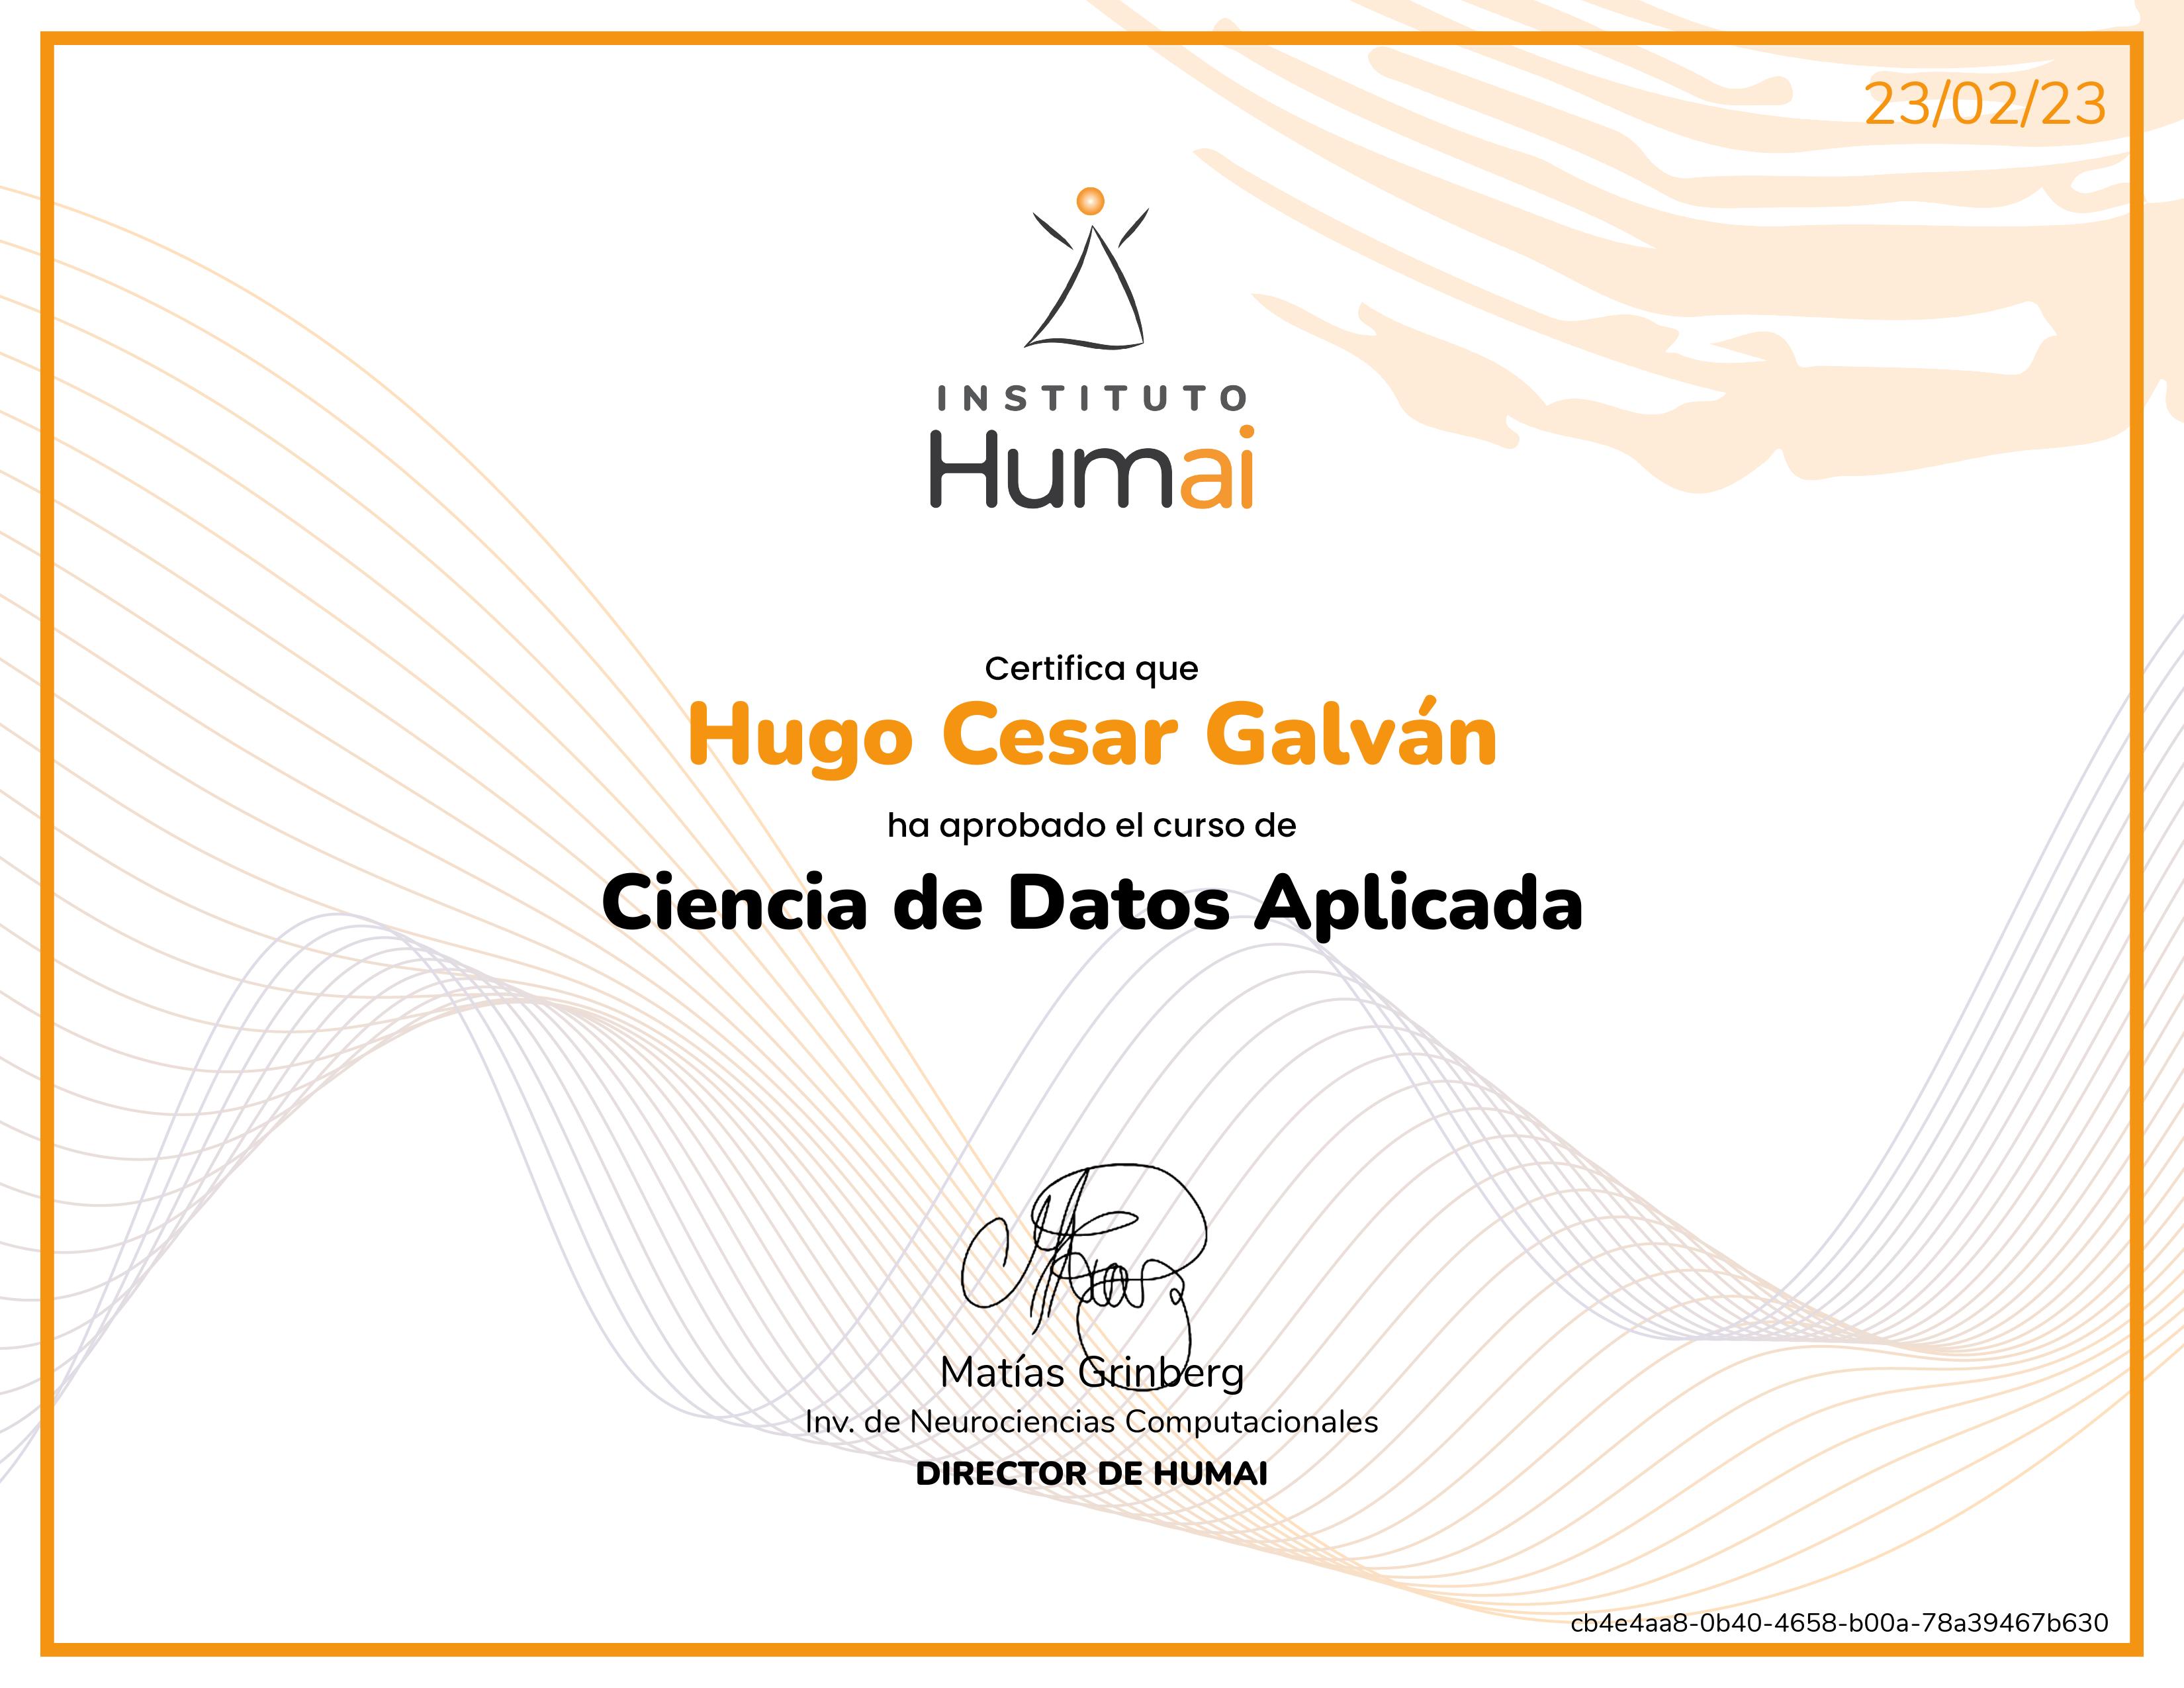 23/02/23
INSTITUTO
Humai
Certifica que
Hugo Cesar Galván
ha aprobado el curso de
Ciencia de Datos Aplicada
Matías Grinberg
Inv. de Neurociencias Computacionales
DIRECTOR DE HUMAI
cb4e4aa8-0b40-4658-b00a-78a39467b630